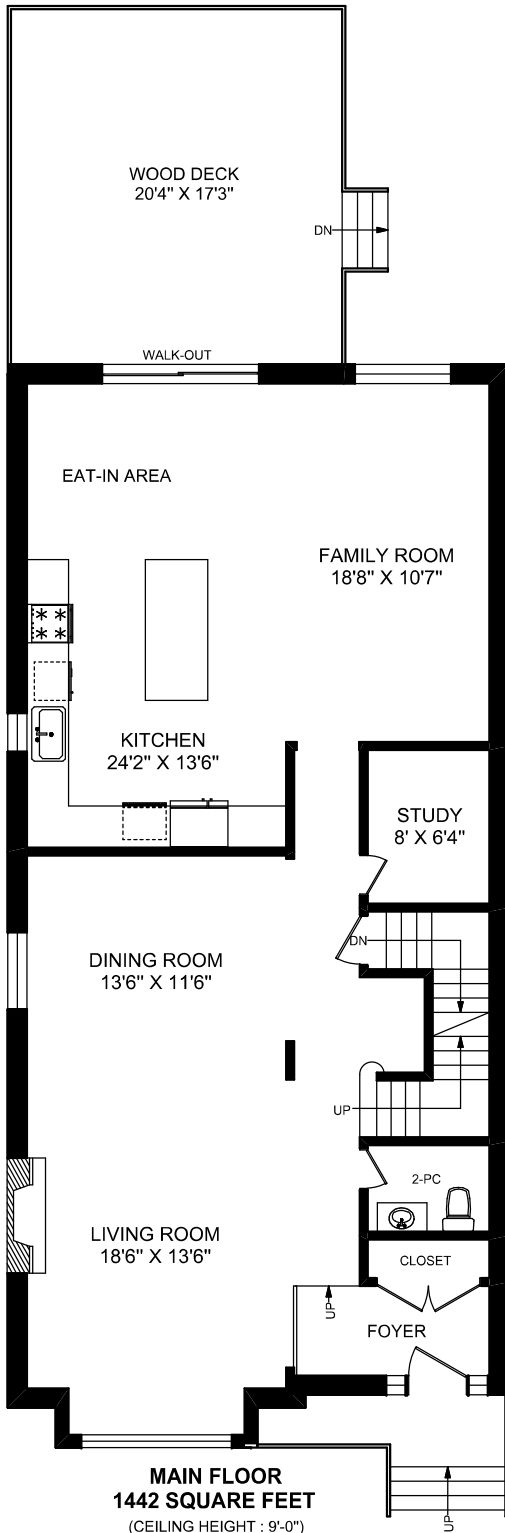 WOOD DECK
20'4" X 17'3"
DN
WALK-OUT
EAT-IN AREA
FAMILY ROOM
18'8" X 10'7"
KITCHEN
24'2" X 13'6"
STUDY
8' X 6'4"
DN
DINING ROOM
13'6" X 11'6"
UP
2-PC
LIVING ROOM
18'6" X 13'6"
CLOSET
UP
FOYER
MAIN FLOOR
1442 SQUARE FEET
(CEILING HEIGHT : 9'-0")
UP